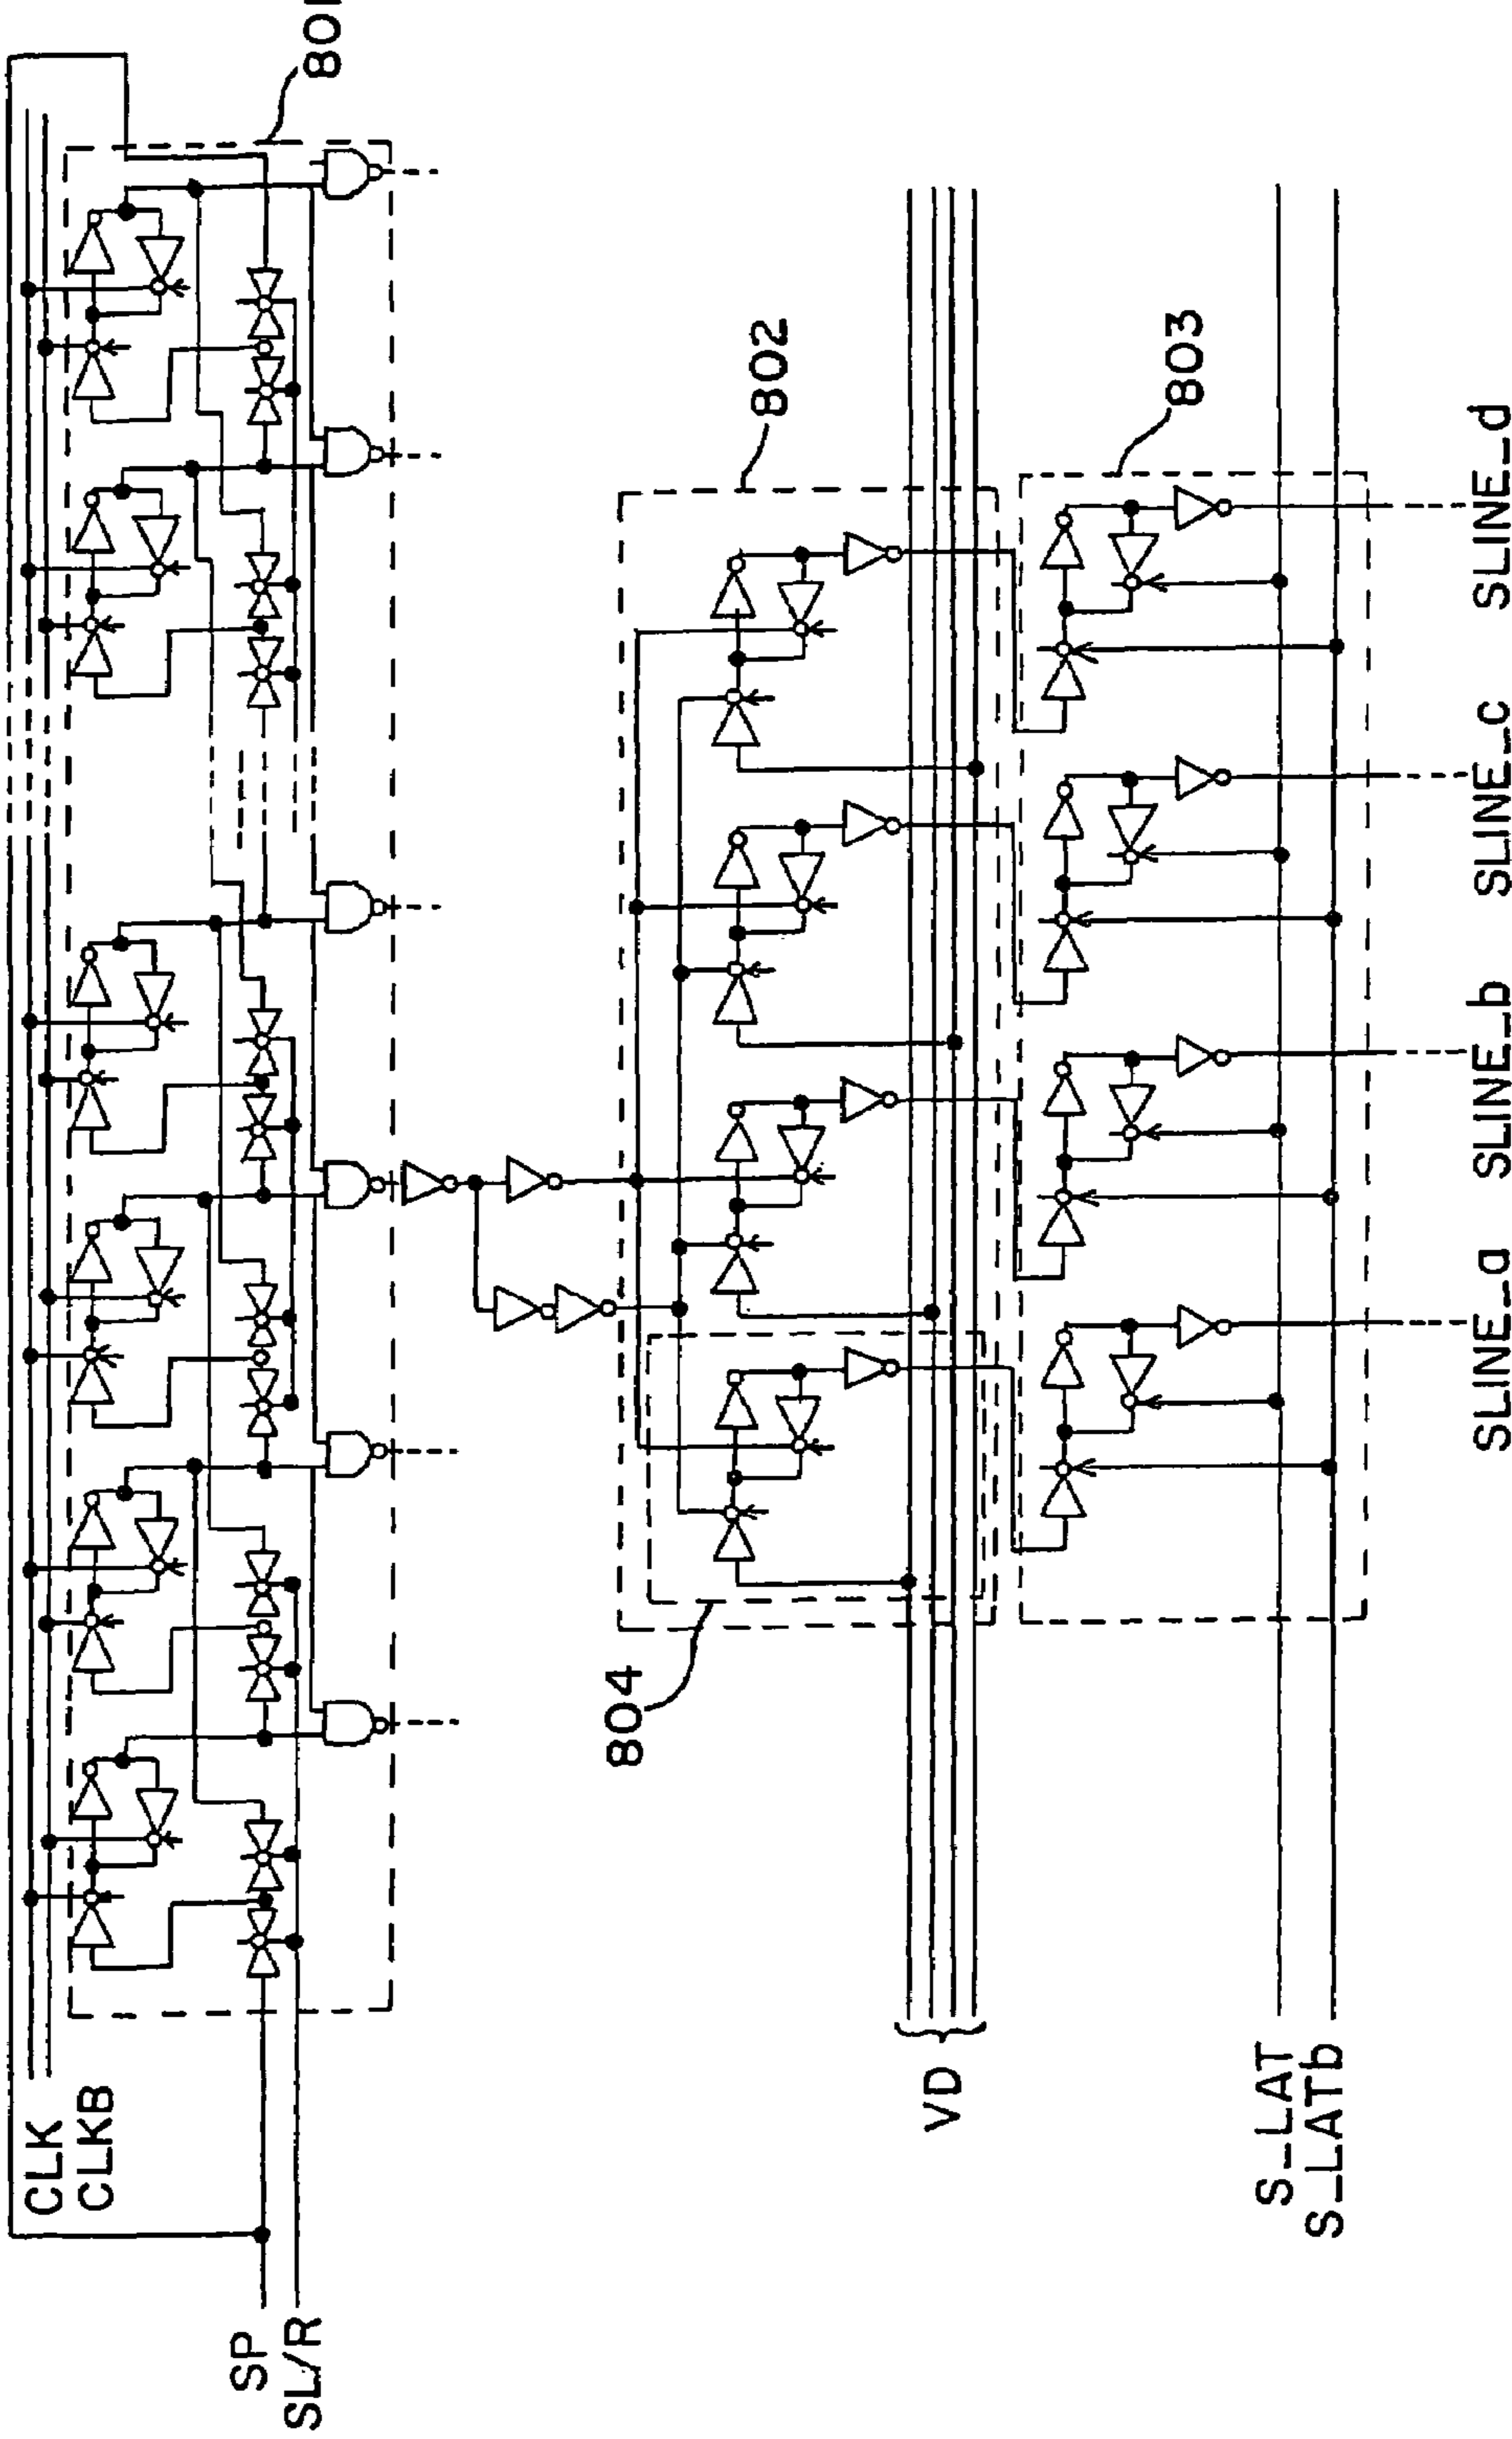 CLK
CLKB
SP
SL/R
801
802
804
VD
803
S_LAT
S_LATb
SLINE_a
SLINE_b
SLINE_c
SLINE_d